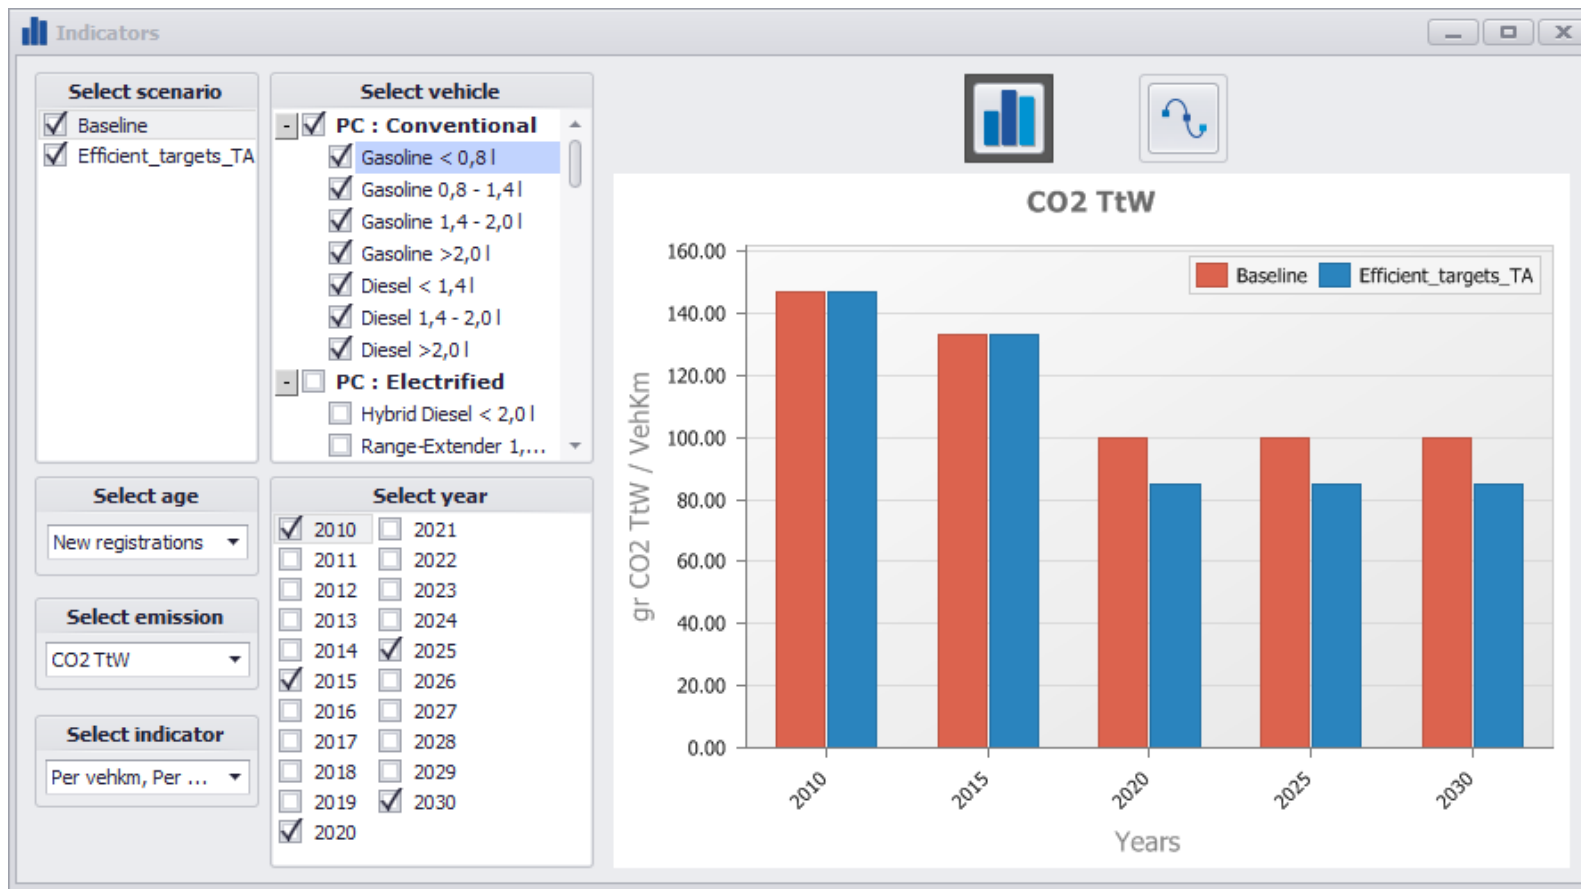 Indicators
Select scenario
Baseline
Efficient_targets_TA
Select vehicle
- PC : Conventional
Gasoline < 0,8 l
Gasoline 0,8 - 1,4 l
Gasoline 1,4 - 2,0 l
Gasoline >2,0 l
Diesel < 1,4 l
Diesel 1,4 - 2,0 l
Diesel >2,0 l
- PC : Electrified
Hybrid Diesel < 2,0 l
Range-Extender 1,...
Select age
New registrations
Select emission
CO2 TtW
Select indicator
Per vehkm, Per ...
Select year
2010 2021
2011 2022
2012 2023
2013 2024
2014 2025
2015 2026
2016 2027
2017 2028
2018 2029
2019 2030
2020
CO2 TtW
Baseline Efficient_targets_TA
gr CO2 TtW / VehKm
160.00
140.00
120.00
100.00
80.00
60.00
40.00
20.00
0.00
2010 2015 2020 2025 2030
Years